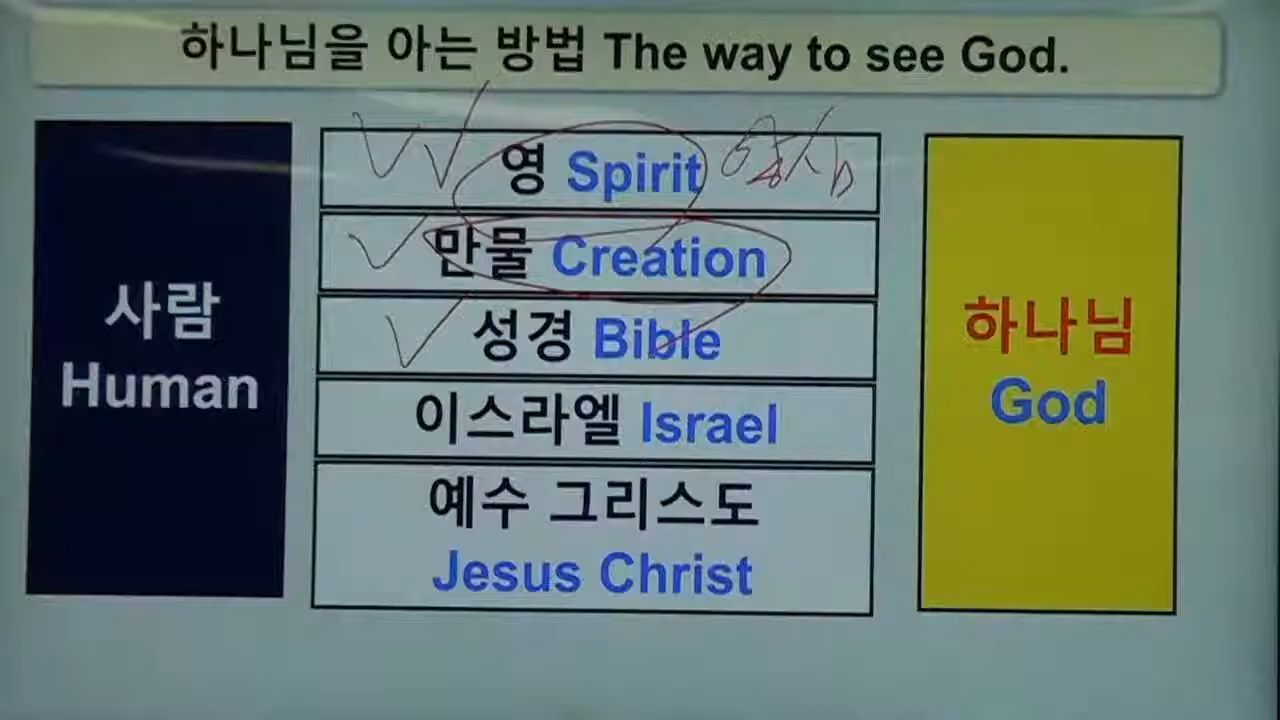 하나님을 아는 방법 The way to see God.
사람
Human
영 Spirit
만물 Creation
성경 Bible
이스라엘 Israel
예수 그리스도
Jesus Christ
하나님
God